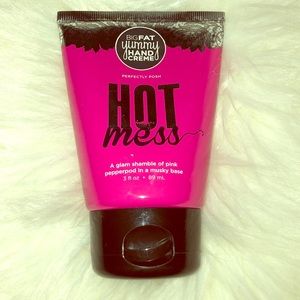 BIG FAT
yummy
HAND
CREME
PERFECTLY POSH
HOT
mess
A glam shamble of pink
pepperpod in a musky base
3 fl oz • 89 mL